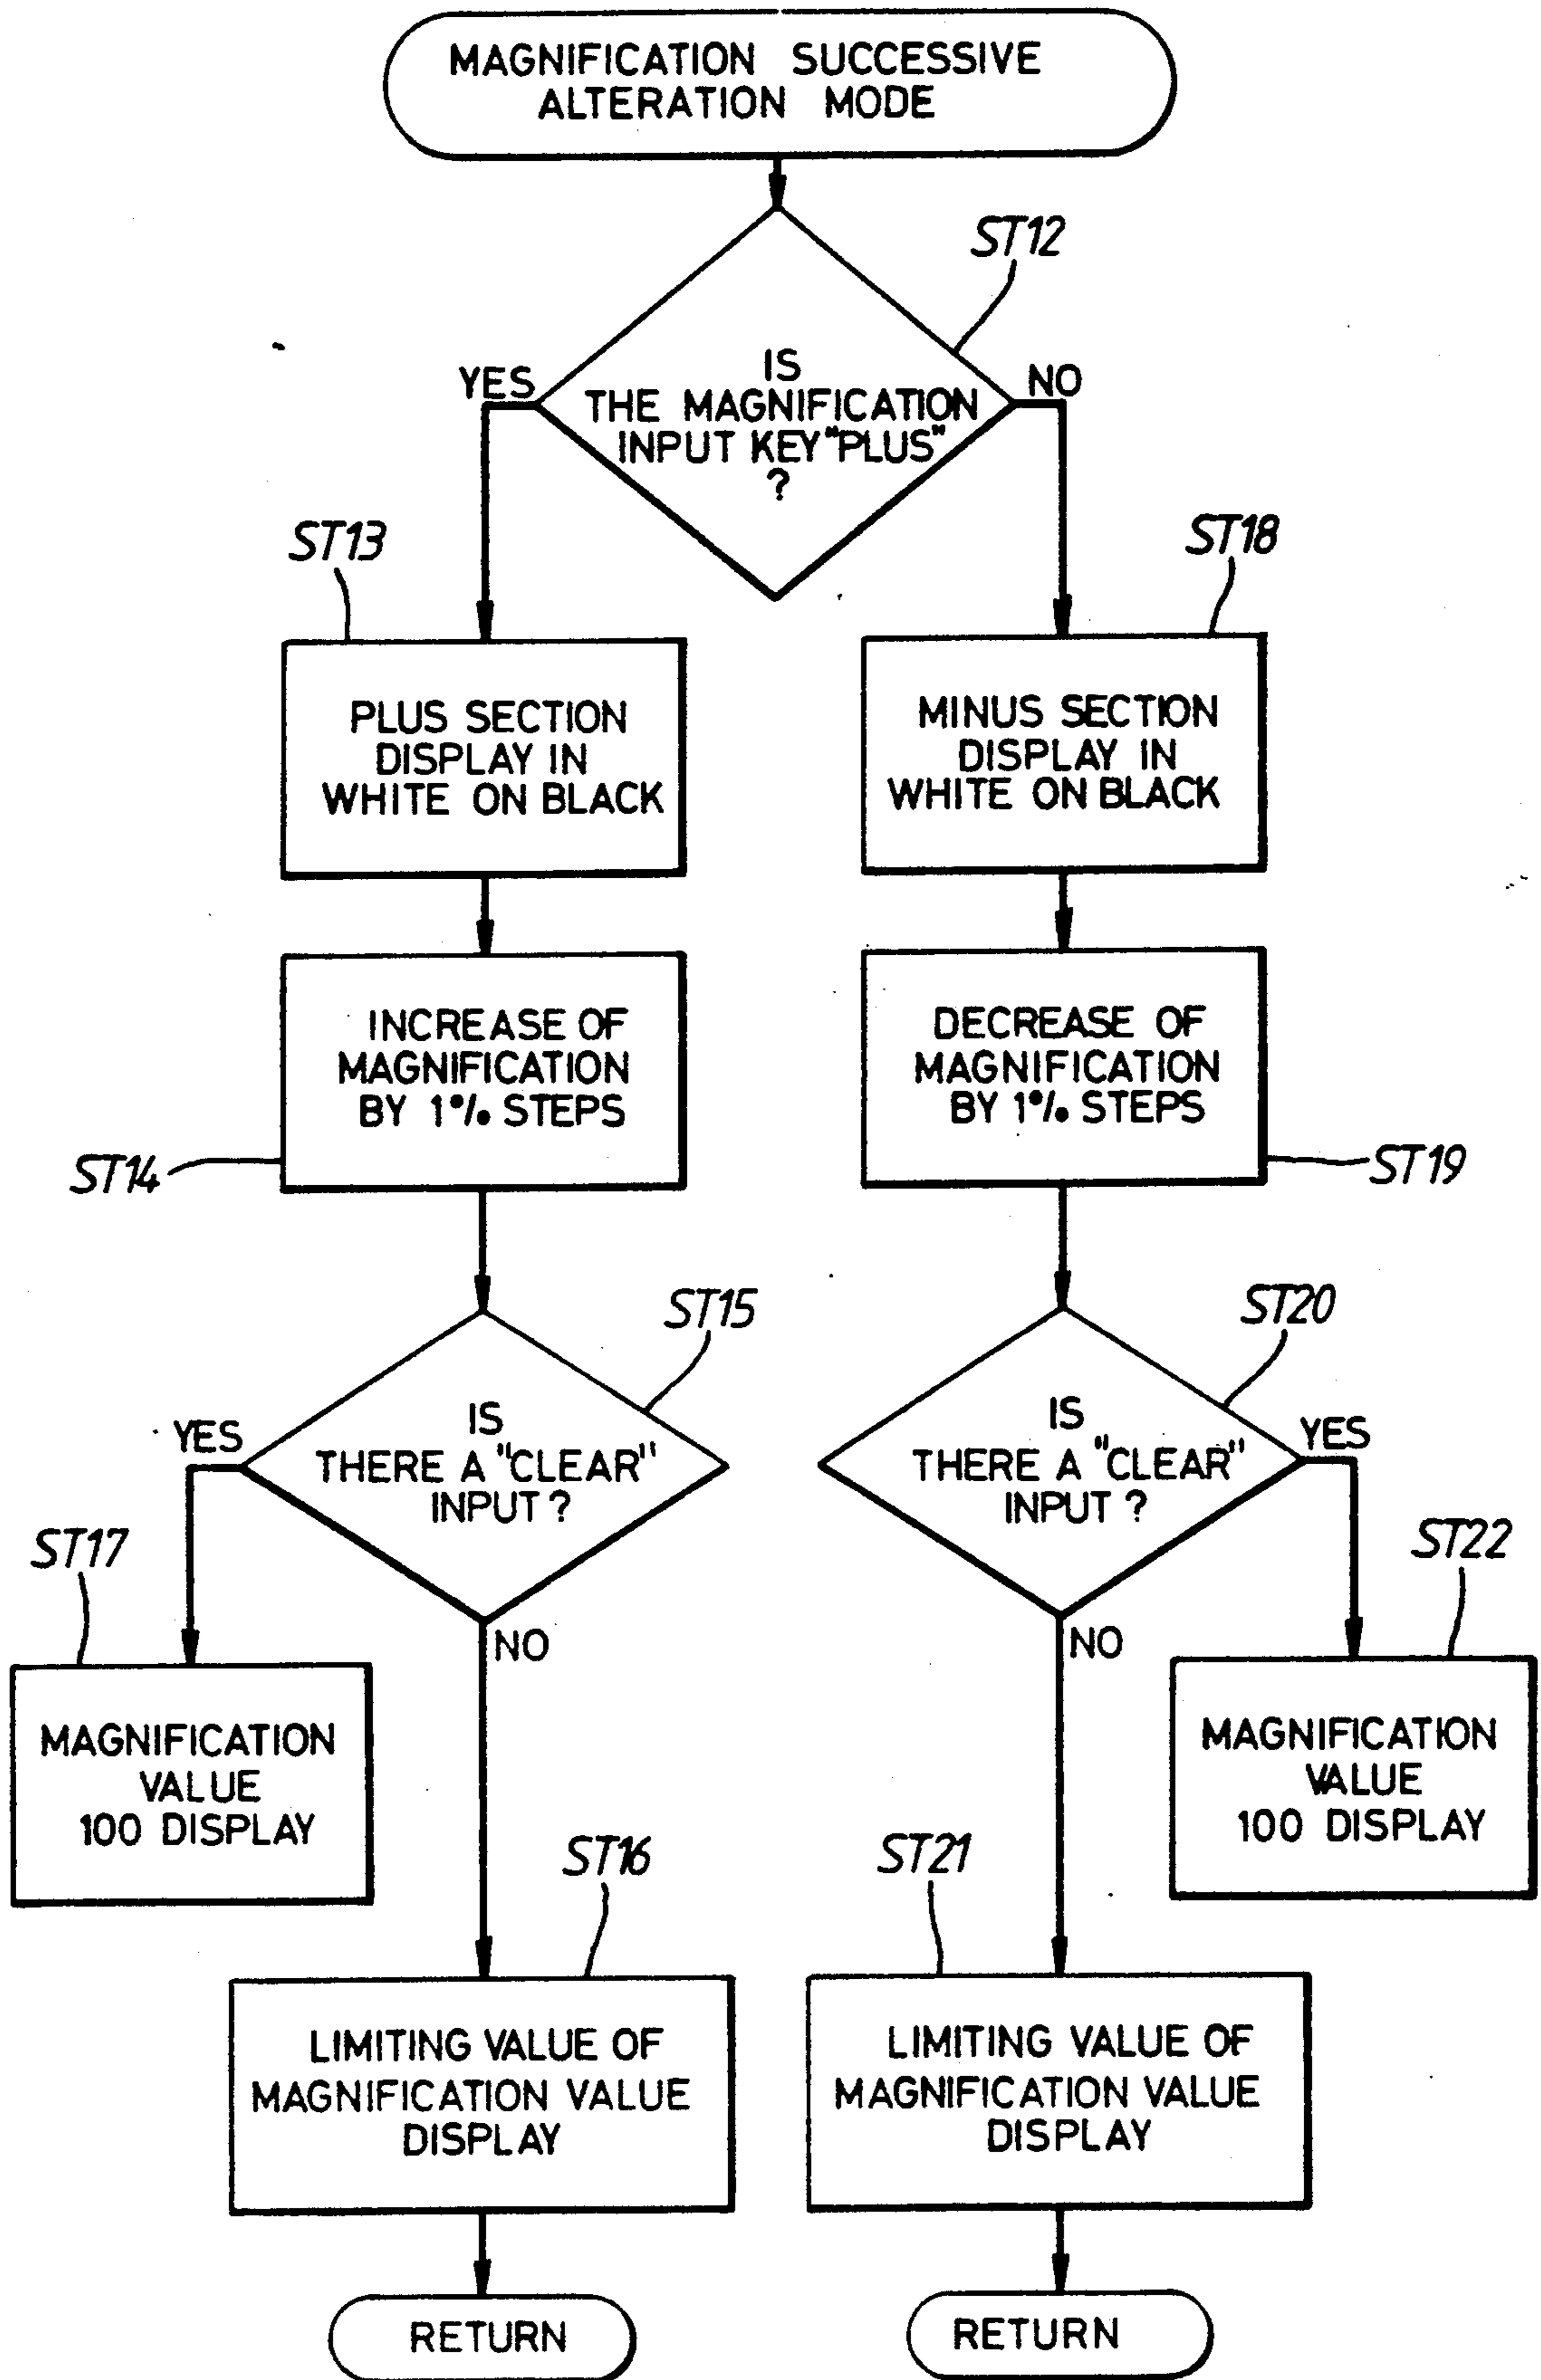 MAGNIFICATION SUCCESSIVE
ALTERATION MODE
ST12
YES
NO
IS
THE MAGNIFICATION
INPUT KEY "PLUS"
?
ST13
ST18
PLUS SECTION
DISPLAY IN
WHITE ON BLACK
MINUS SECTION
DISPLAY IN
WHITE ON BLACK
INCREASE OF
MAGNIFICATION
BY 1% STEPS
ST14
DECREASE OF
MAGNIFICATION
BY 1% STEPS
ST19
ST15
YES
IS
THERE A "CLEAR"
INPUT?
NO
ST20
IS
THERE A "CLEAR"
INPUT?
YES
NO
ST17
MAGNIFICATION
VALUE
100 DISPLAY
ST22
MAGNIFICATION
VALUE
100 DISPLAY
ST16
LIMITING VALUE OF
MAGNIFICATION VALUE
DISPLAY
ST21
LIMITING VALUE OF
MAGNIFICATION VALUE
DISPLAY
RETURN
RETURN